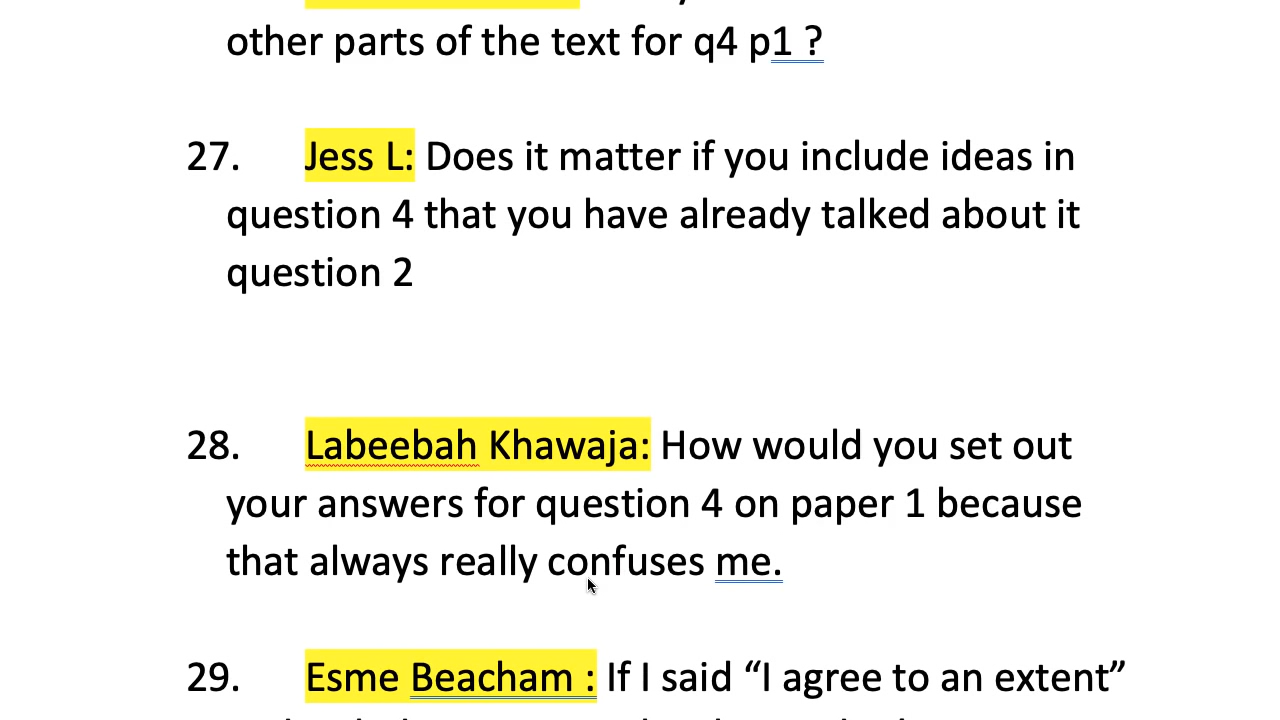 other parts of the text for q4 p1 ?
27. Jess L: Does it matter if you include ideas in
question 4 that you have already talked about it
question 2
28. Labeebah Khawaja: How would you set out
your answers for question 4 on paper 1 because
that always really confuses me.
29. Esme Beacham : If I said “I agree to an extent”